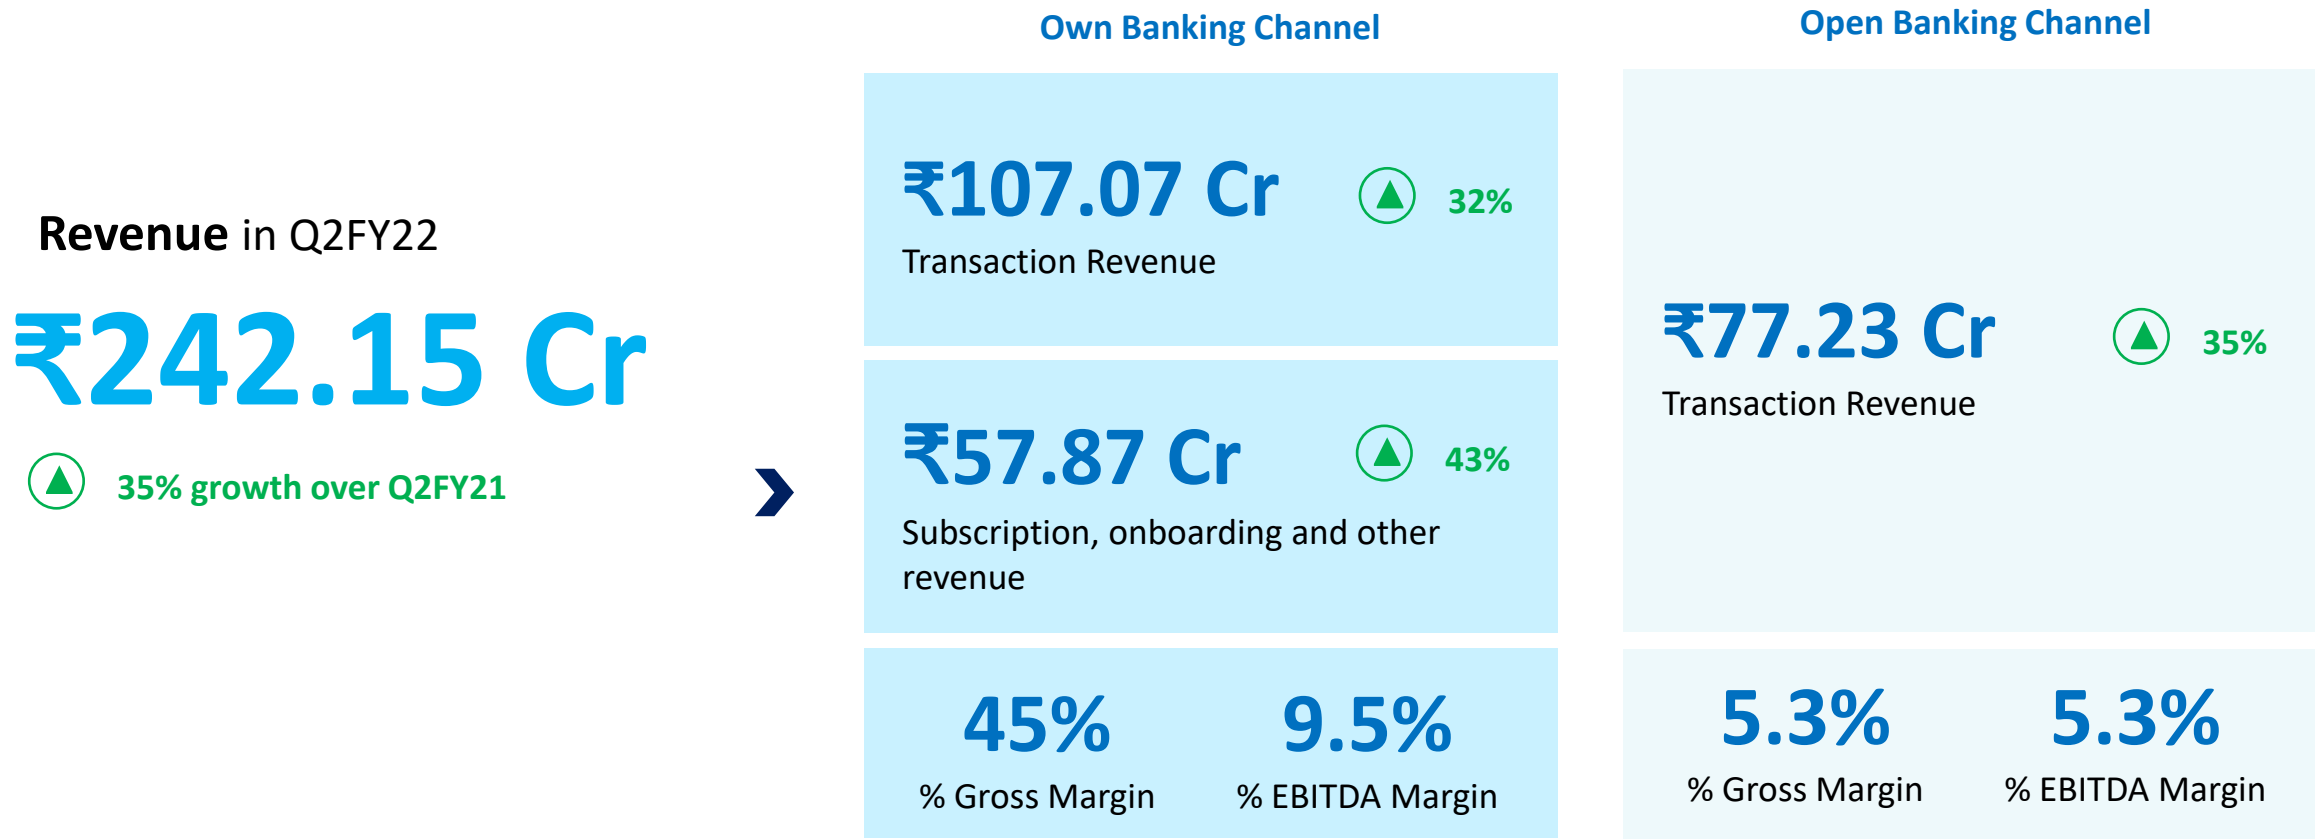 Revenue in Q2FY22
₹242.15 Cr
35% growth over Q2FY21
Own Banking Channel
₹107.07 Cr
32%
Transaction Revenue
₹57.87 Cr
43%
Subscription, onboarding and other
revenue
45%
% Gross Margin
9.5%
% EBITDA Margin
Open Banking Channel
₹77.23 Cr
35%
Transaction Revenue
5.3%
% Gross Margin
5.3%
% EBITDA Margin